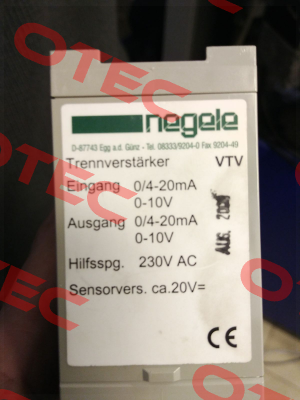 OTEC
negele
D-87743 Egg a.d. Günz - Tel. 08333/9204-0 Fax 9204-49
Trennverstärker VTV
Eingang 0/4-20mA
0-10V
Ausgang 0/4-20mA
0-10V
Hilfsspg. 230V AC
Sensorvers. ca.20V=
AUG.
CE